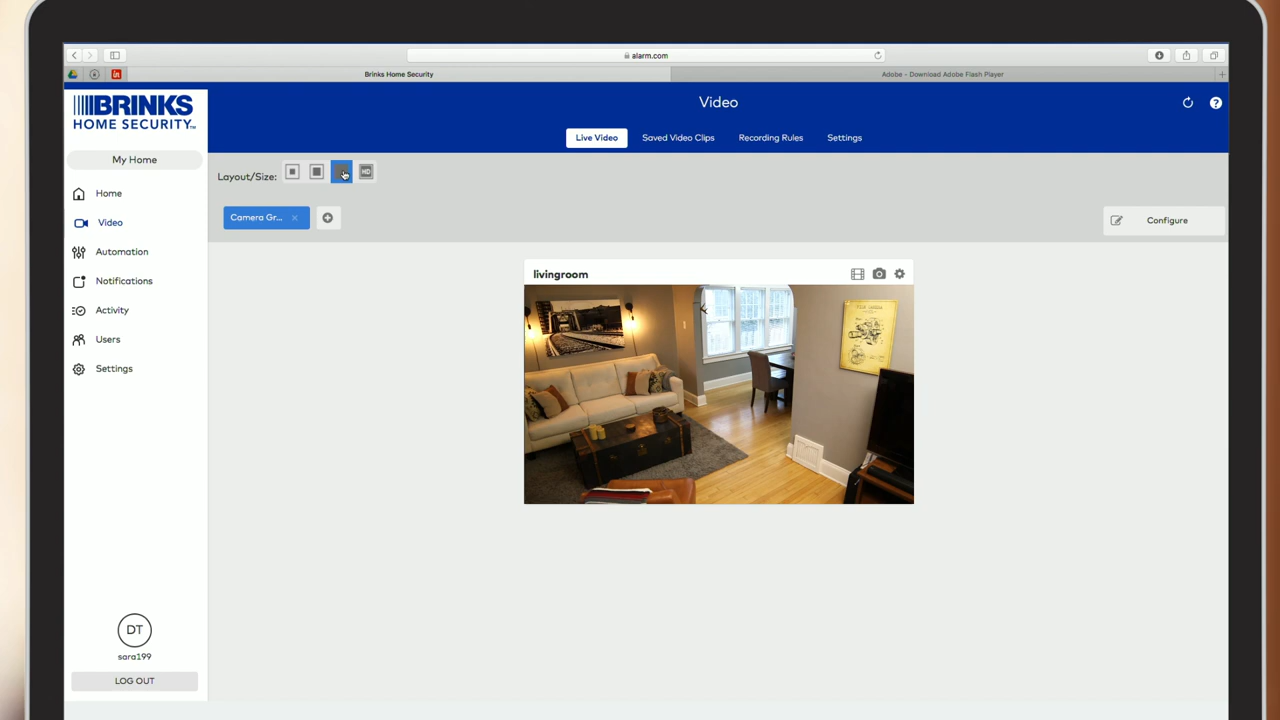 alarm.com
Brinks Home Security
Adobe - Download Adobe Flash Player
BRINKS
HOME SECURITY™
My Home
Home
Video
Automation
Notifications
Activity
Users
Settings
DT
sara199
LOG OUT
Video
?
Live Video
Saved Video Clips
Recording Rules
Settings
Layout/Size:
HD
Camera Gr...
Configure
livingroom